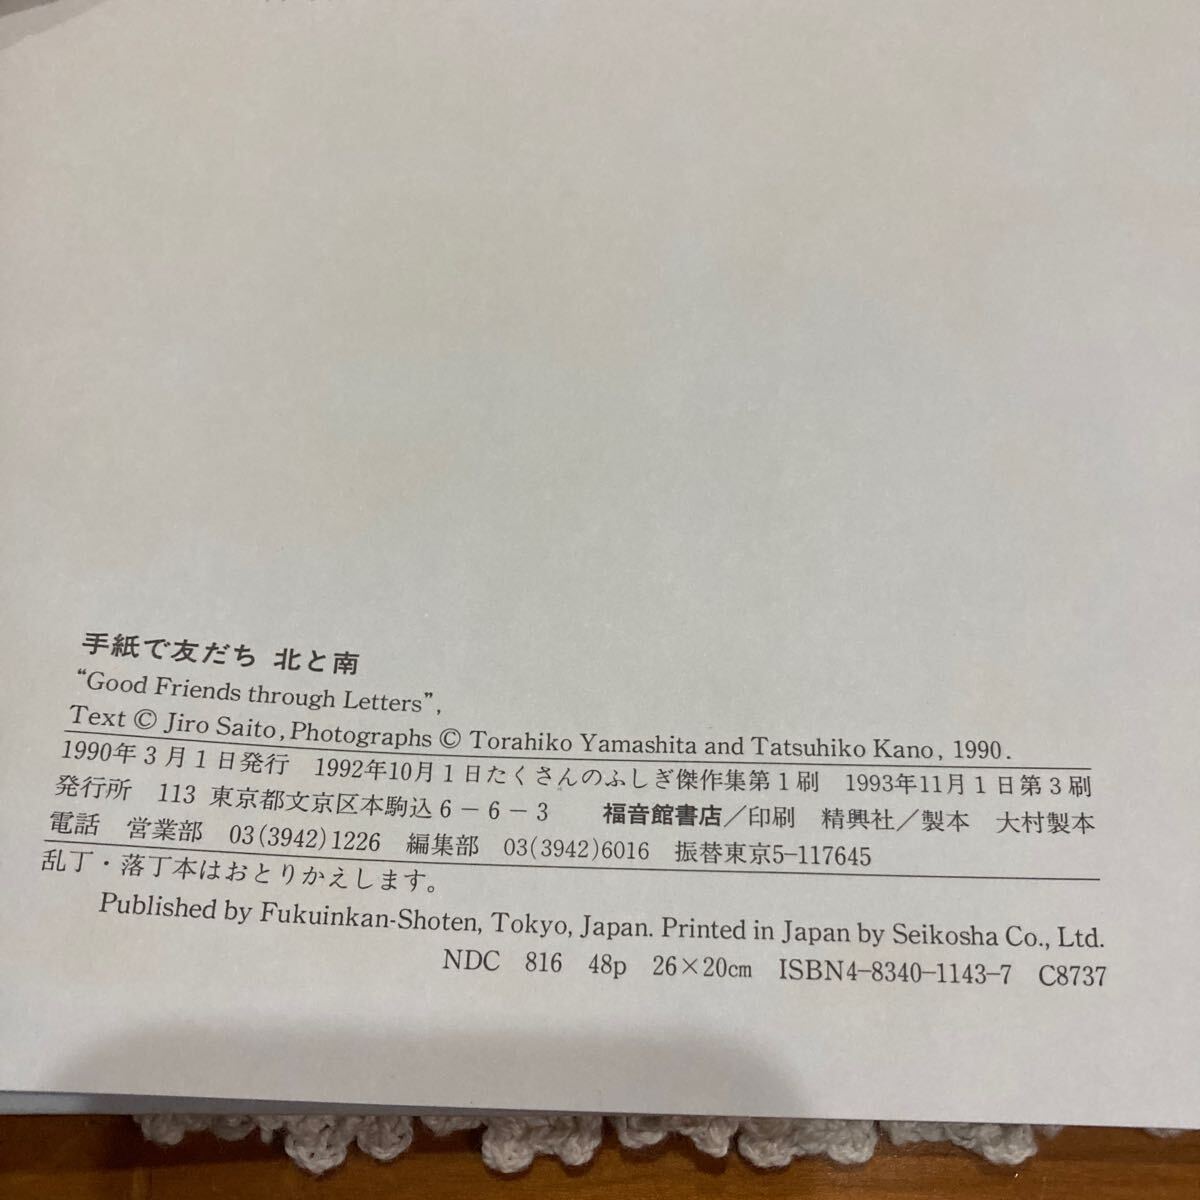 手紙で友だち 北と南
“Good Friends through Letters”,
Text © Jiro Saito, Photographs © Torahiko Yamashita and Tatsuhiko Kano, 1990.
1990年3月1日発行 1992年10月1日たくさんのふしぎ傑作集第1刷 1993年11月1日第3刷
発行所 113 東京都文京区本駒込6-6-3 福音館書店/印刷 精興社/製本 大村製本
電話 営業部 03(3942)1226 編集部 03(3942)6016 振替東京5-117645
乱丁・落丁本はおとりかえします。
Published by Fukuinkan-Shoten, Tokyo, Japan. Printed in Japan by Seikosha Co., Ltd.
NDC 816 48p 26×20cm ISBN4-8340-1143-7 C8737